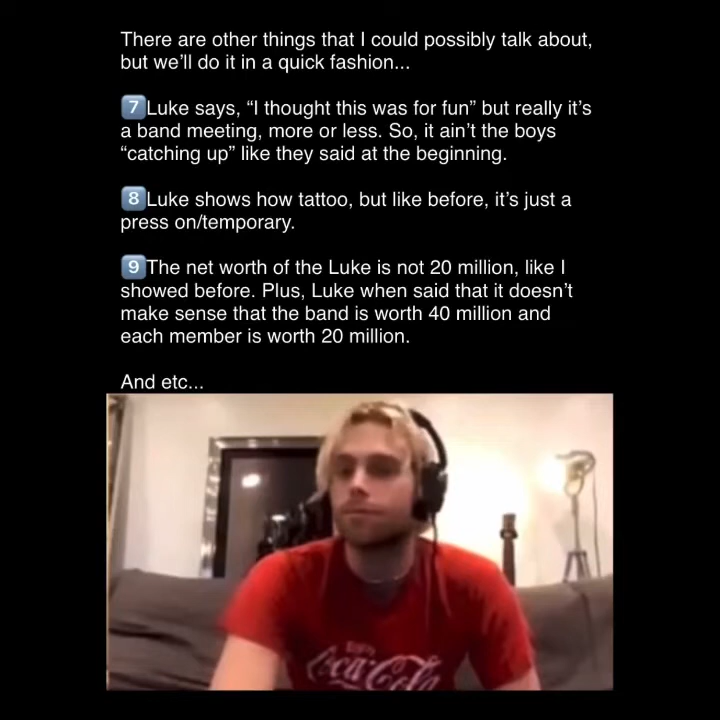 There are other things that I could possibly talk about,
but we’ll do it in a quick fashion...
7️⃣Luke says, “I thought this was for fun” but really it’s
a band meeting, more or less. So, it ain’t the boys
“catching up” like they said at the beginning.
8️⃣Luke shows how tattoo, but like before, it’s just a
press on/temporary.
9️⃣The net worth of the Luke is not 20 million, like I
showed before. Plus, Luke when said that it doesn’t
make sense that the band is worth 40 million and
each member is worth 20 million.
And etc...
Enjoy
Coca-Cola